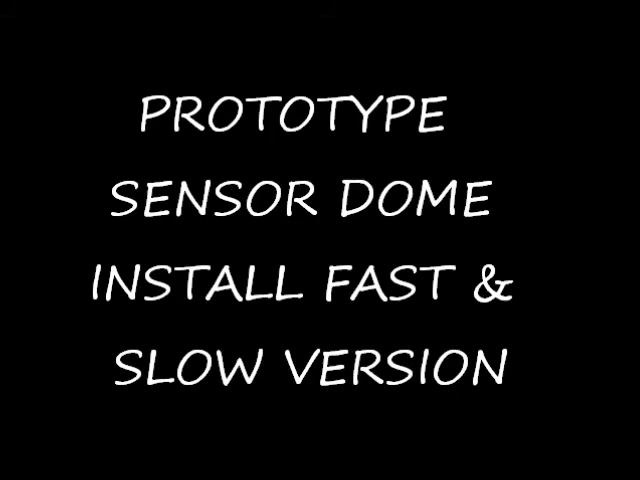 PROTOTYPE
SENSOR DOME
INSTALL FAST &
SLOW VERSION